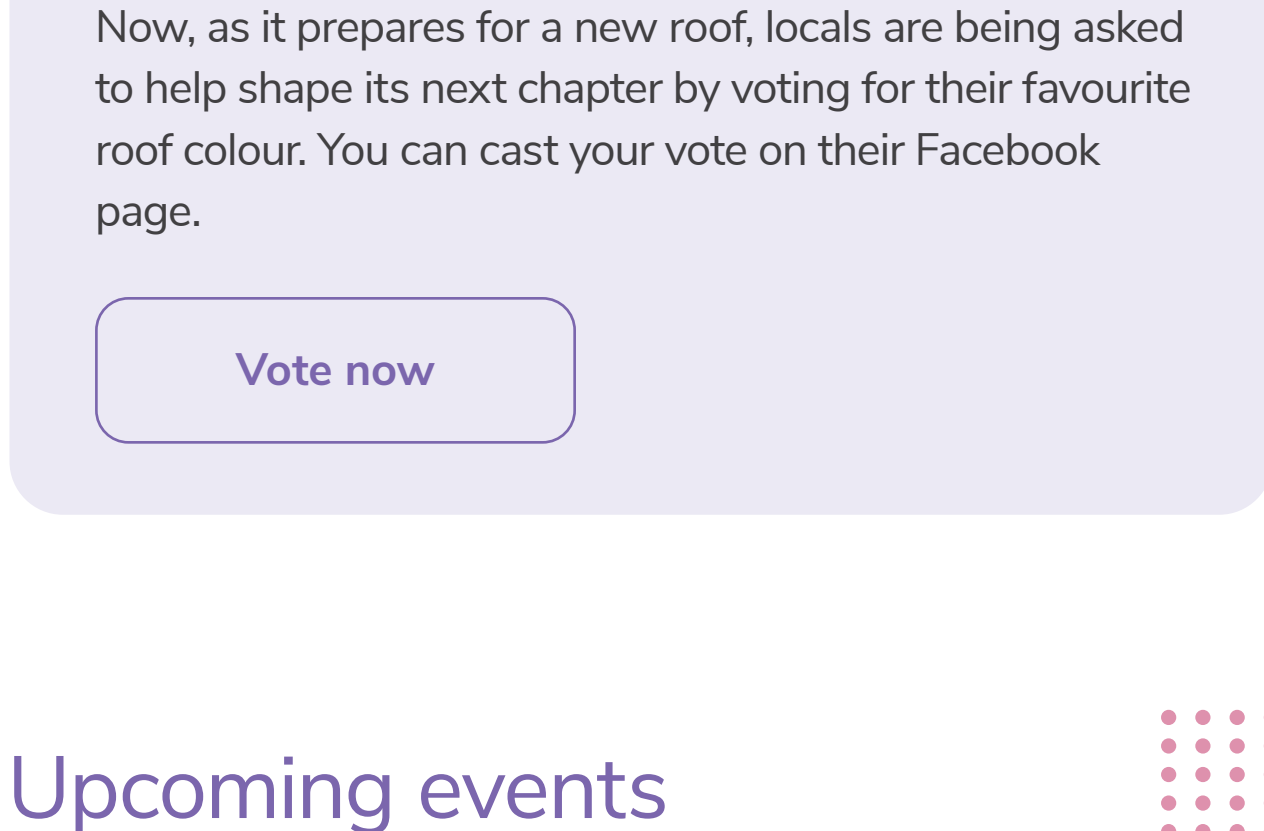 Now, as it prepares for a new roof, locals are being asked
to help shape its next chapter by voting for their favourite
roof colour. You can cast your vote on their Facebook
page.
Vote now
Upcoming events